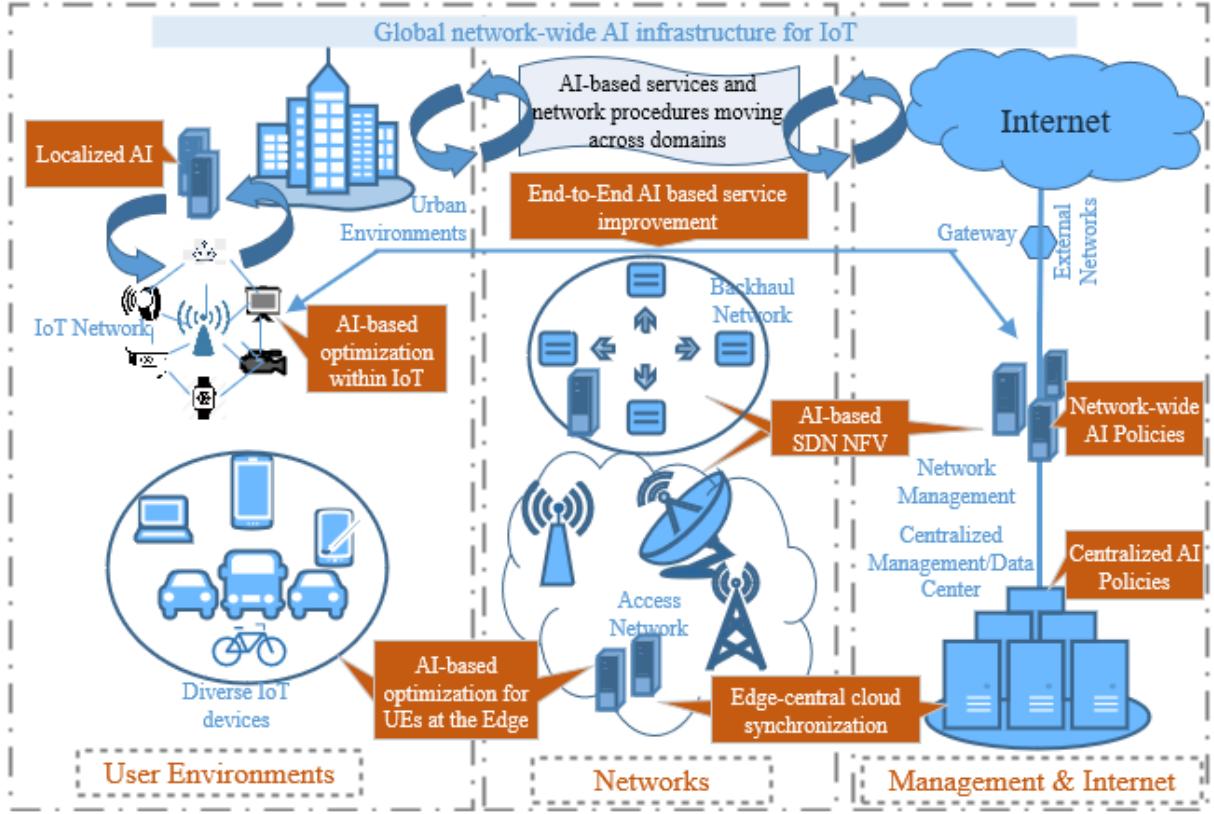 Global network-wide AI infrastructure for IoT
AI-based services and
network procedures moving
across domains
Internet
Localized AI
End-to-End AI based service
improvement
Urban
Environments
Gateway
External
Networks
IoT Network
AI-based
optimization
within IoT
Backhaul
Network
AI-based
SDN NFV
Network-wide
AI Policies
Network
Management
Centralized
Management/Data
Center
Centralized AI
Policies
Access
Network
AI-based
optimization for
UEs at the Edge
Edge-central cloud
synchronization
Diverse IoT
devices
User Environments
Networks
Management & Internet